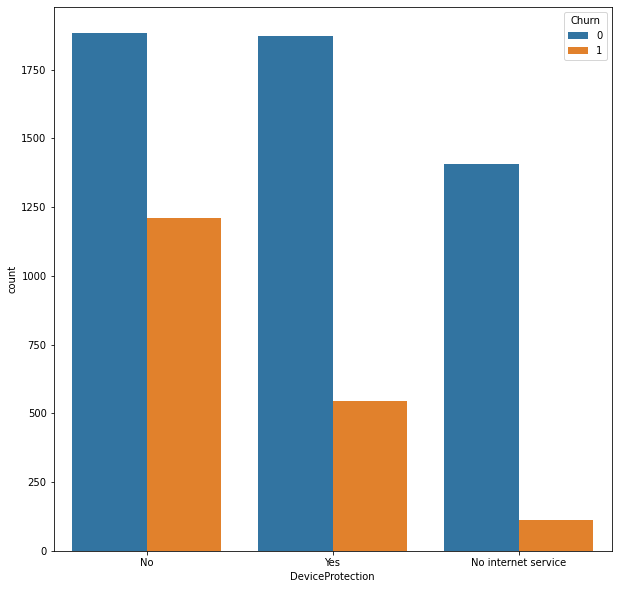 Churn
0
1
1750
1500
1250
1000
750
500
250
0
count
No Yes No internet service
DeviceProtection